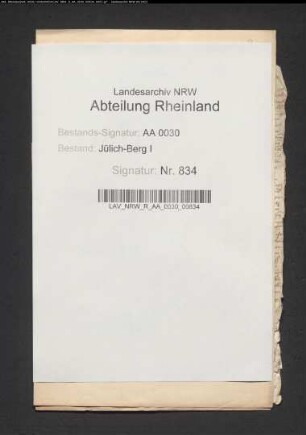 Landesarchiv NRW
Abteilung Rheinland
Bestands-Signatur: AA 0030
Bestand: Jülich-Berg I
Signatur: Nr. 834
LAV_NRW_R_AA_0030_00834